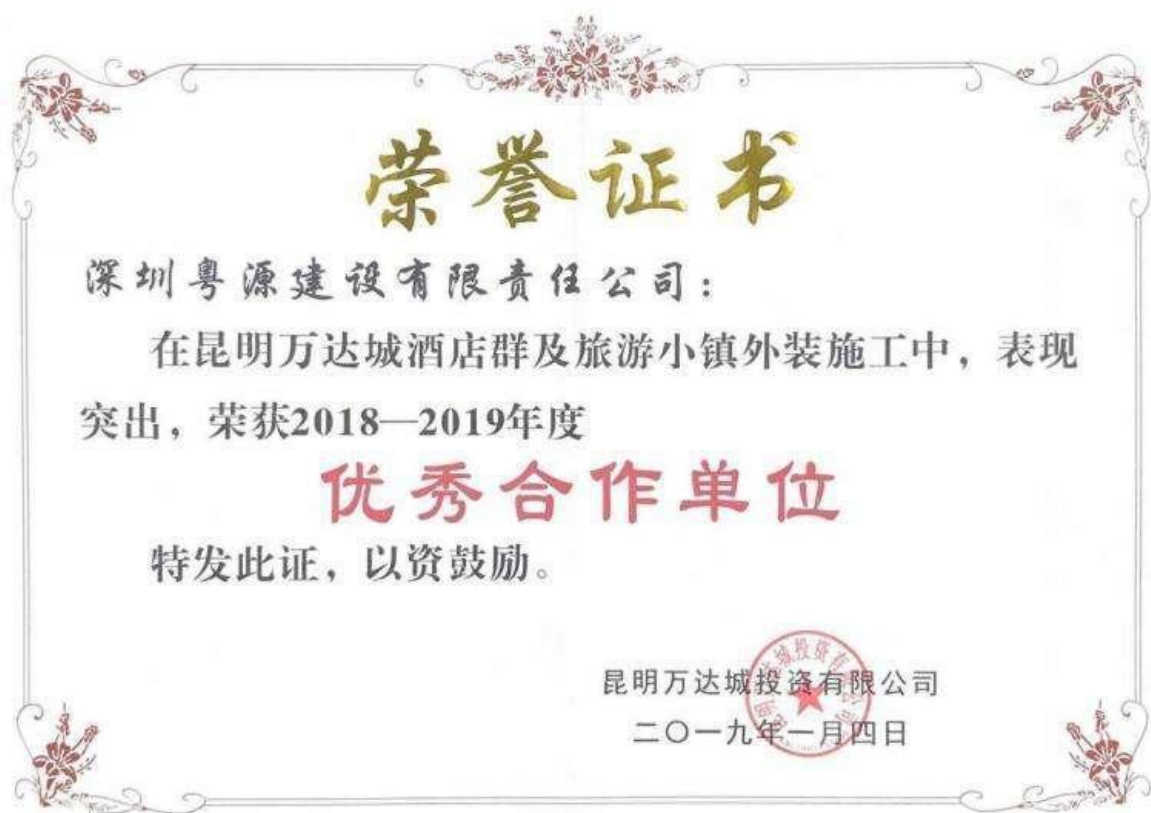 荣誉证书
深圳粤源建设有限责任公司：
在昆明万达城酒店群及旅游小镇外装施工中，表现
突出，荣获2018—2019年度
优秀合作单位
特发此证，以资鼓励。
昆明万达城投资有限公司
二〇一九年一月四日